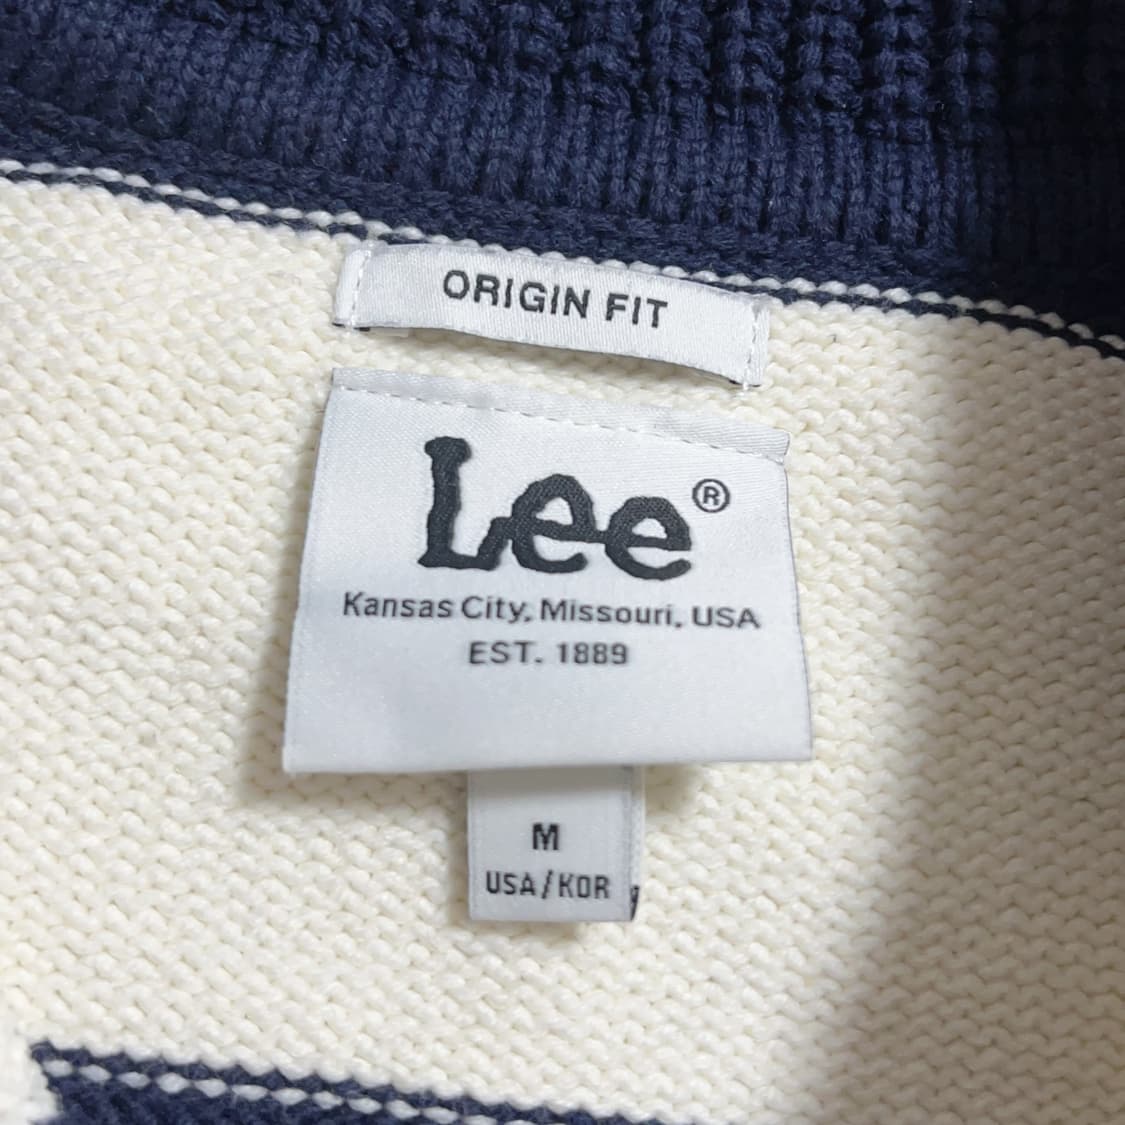 ORIGIN FIT
Lee®
Kansas City, Missouri, USA
EST. 1889
M
USA/KOR